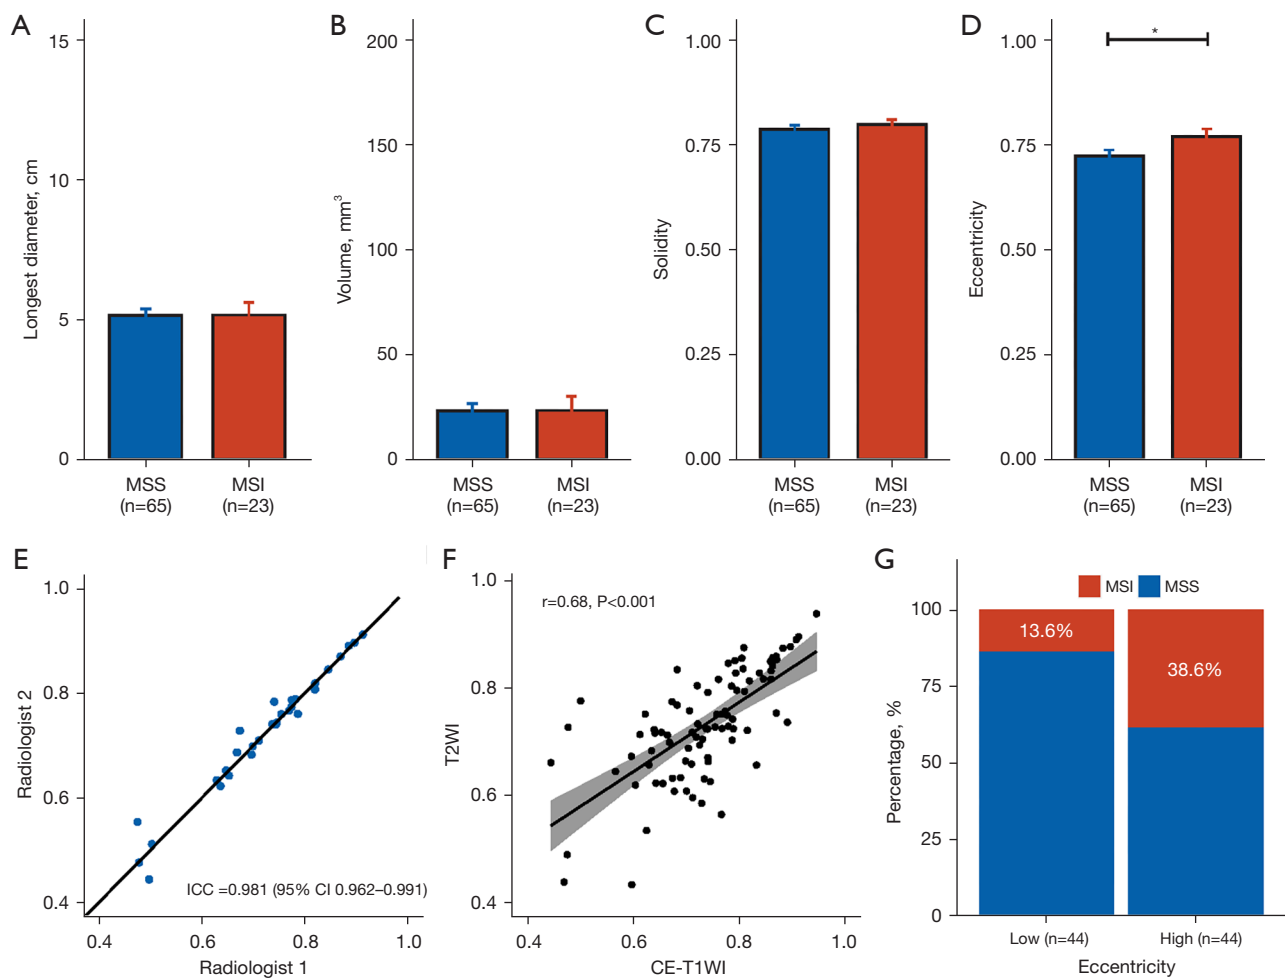 A
B
C
D
15
10
5
0
Longest diameter, cm
MSS
(n=65)
MSI
(n=23)
200
150
100
50
0
Volume, mm³
MSS
(n=65)
MSI
(n=23)
1.00
0.75
0.50
0.25
0.00
Solidity
MSS
(n=65)
MSI
(n=23)
1.00
0.75
0.50
0.25
0.00
Eccentricity
*
MSS
(n=65)
MSI
(n=23)
E
1.0
0.8
0.6
0.4
Radiologist 2
ICC =0.981 (95% CI 0.962–0.991)
0.4 0.6 0.8 1.0
Radiologist 1
F
1.0
0.8
0.6
0.4
T2WI
r=0.68, P<0.001
0.4 0.6 0.8 1.0
CE-T1WI
G
MSI MSS
100
75
50
25
0
Percentage, %
13.6%
38.6%
Low (n=44) High (n=44)
Eccentricity